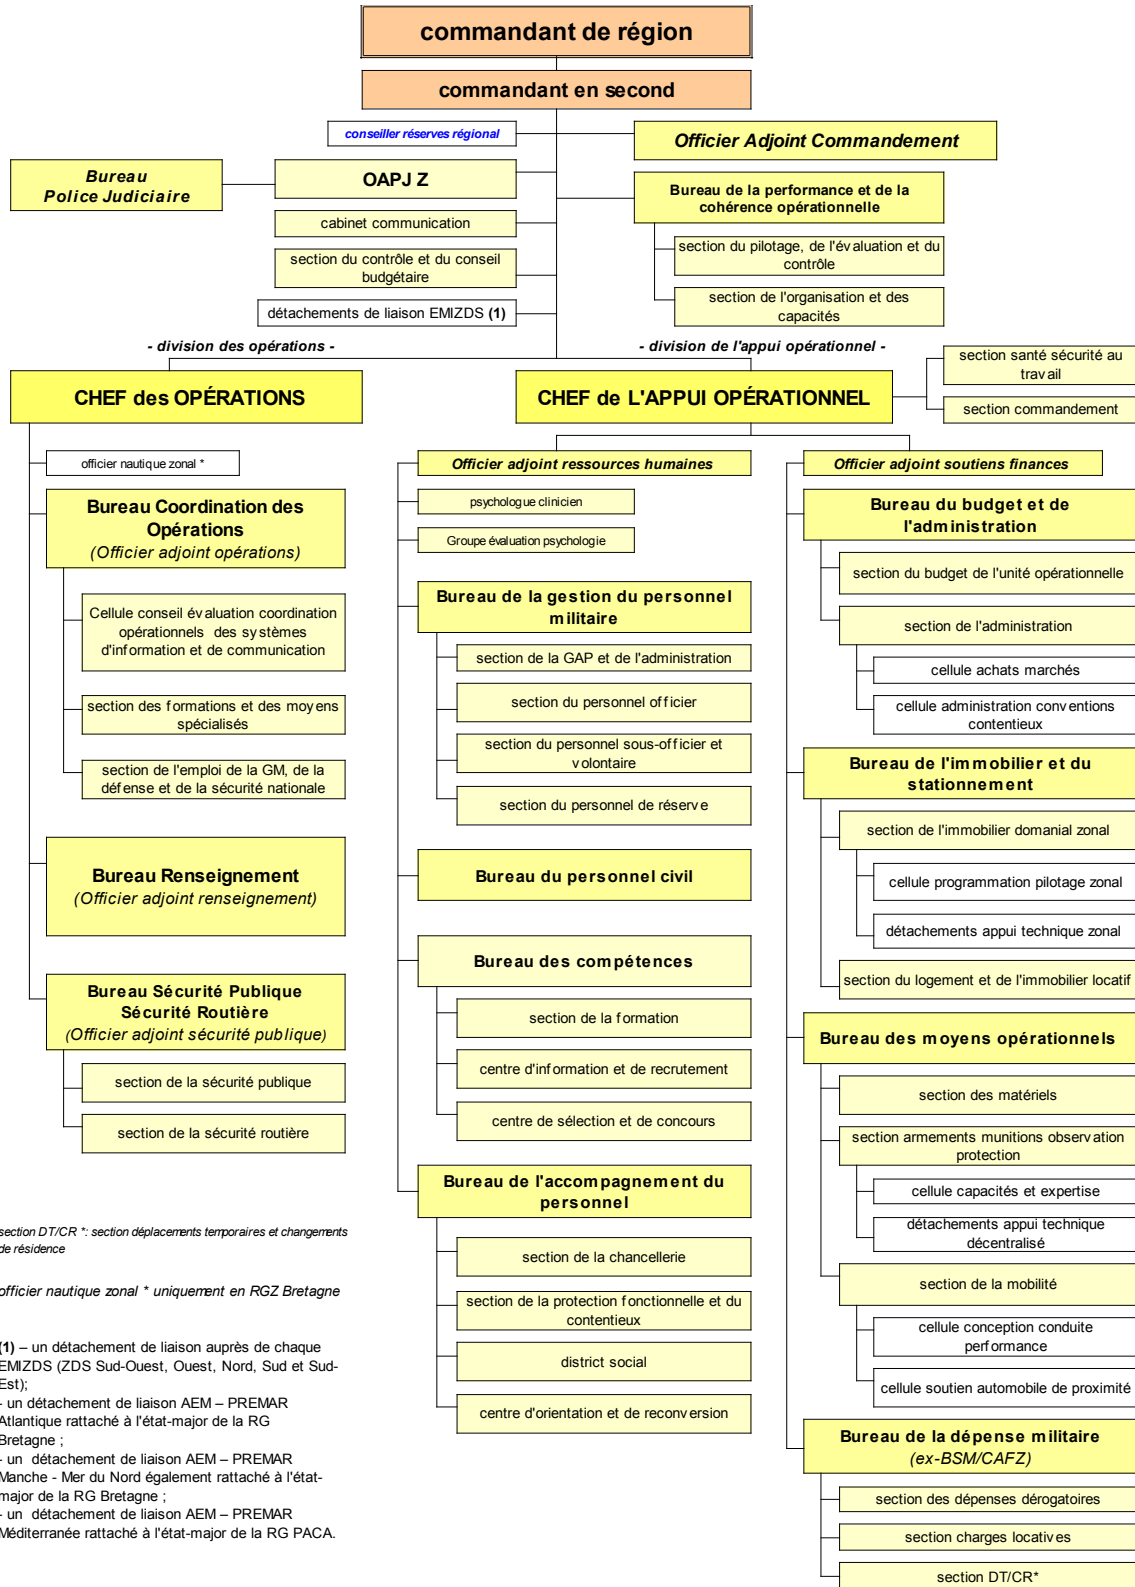 commandant de région
commandant en second
conseiller réserves régional
Officier Adjoint Commandement
Bureau
Police Judiciaire
OAPJ Z
Bureau de la performance et de la
cohérence opérationnelle
cabinet communication
section du pilotage, de l'évaluation et du
contrôle
section du contrôle et du conseil
budgétaire
section de l'organisation et des
capacités
détachements de liaison EMIZDS (1)
- division des opérations -
- division de l'appui opérationnel -
section santé sécurité au
travail
section commandement
CHEF des OPÉRATIONS
CHEF de L'APPUI OPÉRATIONNEL
officier nautique zonal *
Bureau Coordination des
Opérations
(Officier adjoint opérations)
Cellule conseil évaluation coordination
opérationnels des systèmes
d'information et de communication
section des formations et des moyens
spécialisés
section de l'emploi de la GM, de la
défense et de la sécurité nationale
Bureau Renseignement
(Officier adjoint renseignement)
Bureau Sécurité Publique
Sécurité Routière
(Officier adjoint sécurité publique)
section de la sécurité publique
section de la sécurité routière
Officier adjoint ressources humaines
psychologue clinicien
Groupe évaluation psychologie
Bureau de la gestion du personnel
militaire
section de la GAP et de l'administration
section du personnel officier
section du personnel sous-officier et
volontaire
section du personnel de réserve
Bureau du personnel civil
Bureau des compétences
section de la formation
centre d'information et de recrutement
centre de sélection et de concours
Bureau de l'accompagnement du
personnel
section de la chancellerie
section de la protection fonctionnelle et du
contentieux
district social
centre d'orientation et de reconversion
Officier adjoint soutiens finances
Bureau du budget et de
l'administration
section du budget de l'unité opérationnelle
section de l'administration
cellule achats marchés
cellule administration conventions
contentieux
Bureau de l'immobilier et du
stationnement
section de l'immobilier domanial zonal
cellule programmation pilotage zonal
détachements appui technique zonal
section du logement et de l'immobilier locatif
Bureau des moyens opérationnels
section des matériels
section armements munitions observation
protection
cellule capacités et expertise
détachements appui technique
décentralisé
section de la mobilité
cellule conception conduite
performance
cellule soutien automobile de proximité
Bureau de la dépense militaire
(ex-BSM/CAFZ)
section des dépenses dérogatoires
section charges locatives
section DT/CR*
section DT/CR *: section déplacements temporaires et changements
de résidence
officier nautique zonal * uniquement en RGZ Bretagne
(1) – un détachement de liaison auprès de chaque
EMIZDS (ZDS Sud-Ouest, Ouest, Nord, Sud et Sud-
Est);
- un détachement de liaison AEM – PREMAR
Atlantique rattaché à l'état-major de la RG
Bretagne ;
- un détachement de liaison AEM – PREMAR
Manche - Mer du Nord également rattaché à l'état-
major de la RG Bretagne ;
- un détachement de liaison AEM – PREMAR
Méditerranée rattaché à l'état-major de la RG PACA.